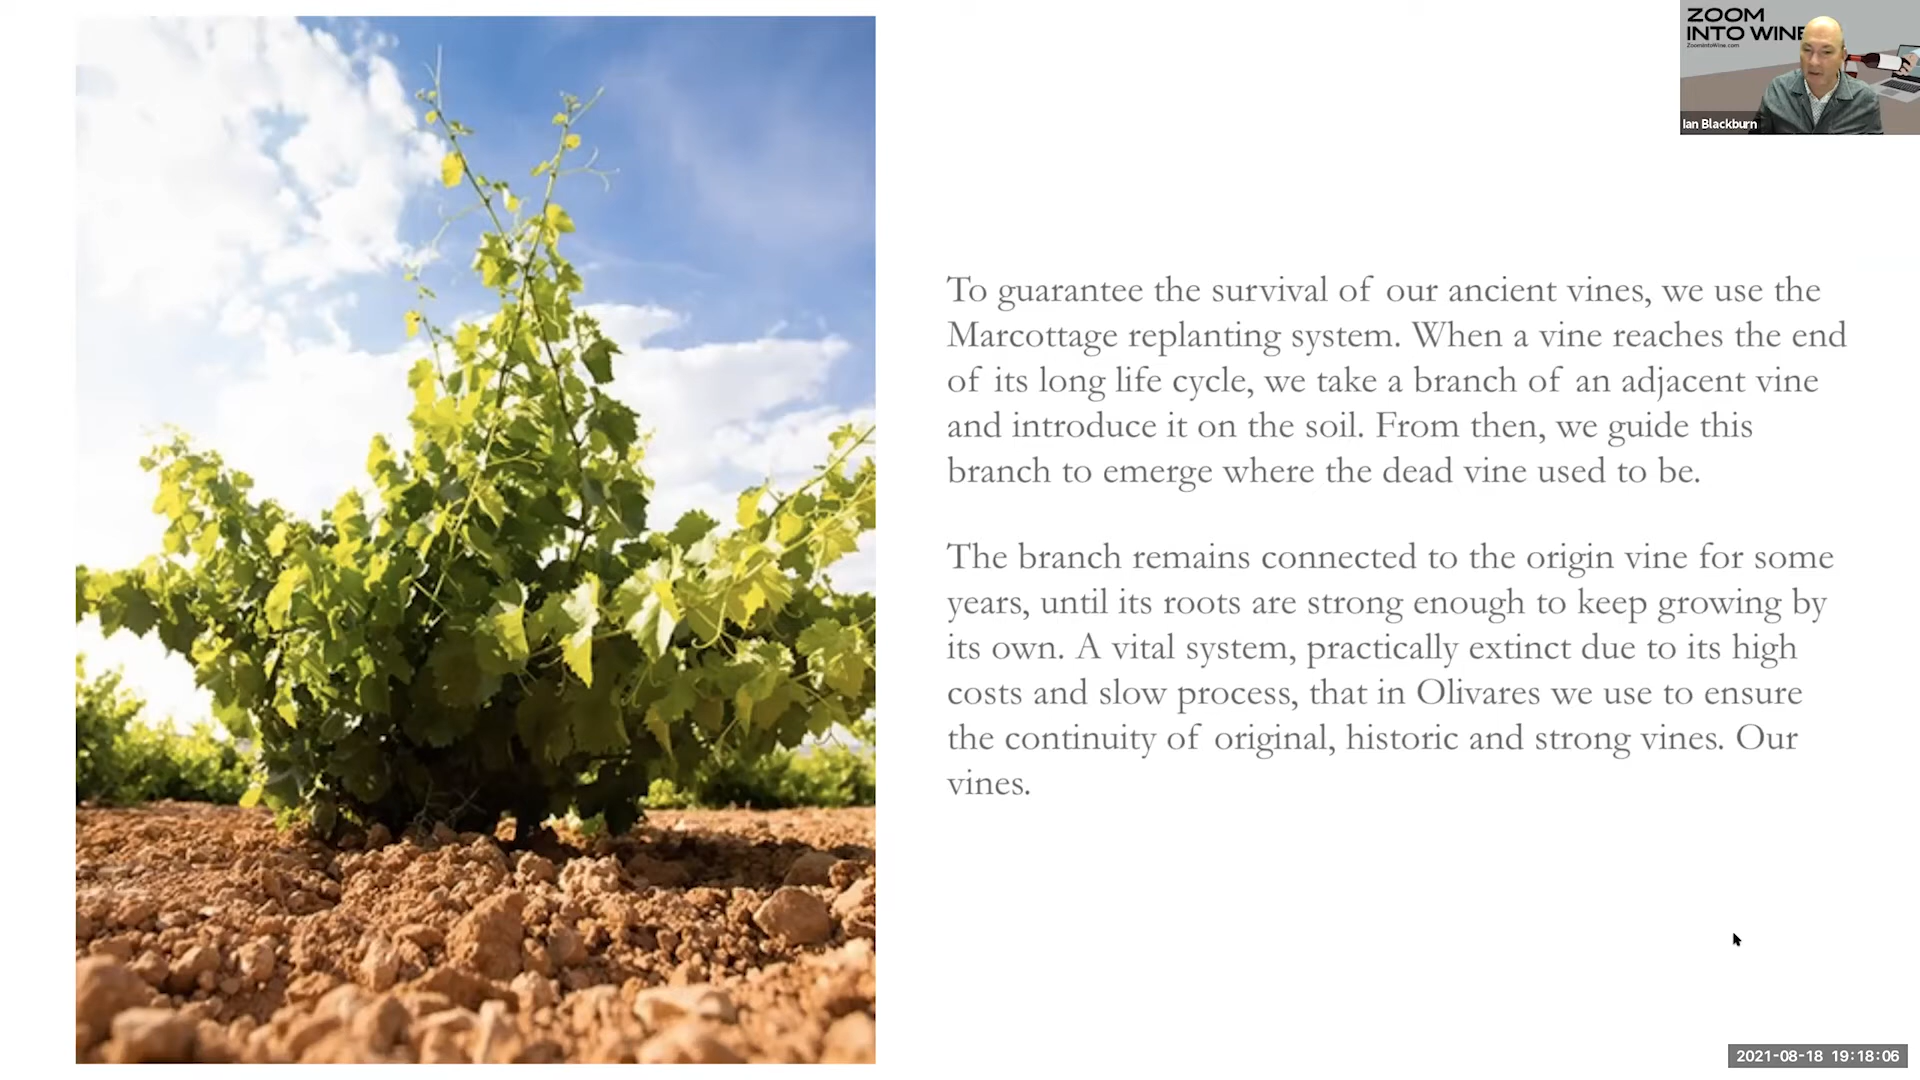 ZOOM
INTO WINE
ZoomIntoWine.com
Ian Blackburn
To guarantee the survival of our ancient vines, we use the
Marcottage replanting system. When a vine reaches the end
of its long life cycle, we take a branch of an adjacent vine
and introduce it on the soil. From then, we guide this
branch to emerge where the dead vine used to be.
The branch remains connected to the origin vine for some
years, until its roots are strong enough to keep growing by
its own. A vital system, practically extinct due to its high
costs and slow process, that in Olivares we use to ensure
the continuity of original, historic and strong vines. Our
vines.
2021-08-18 19:18:06